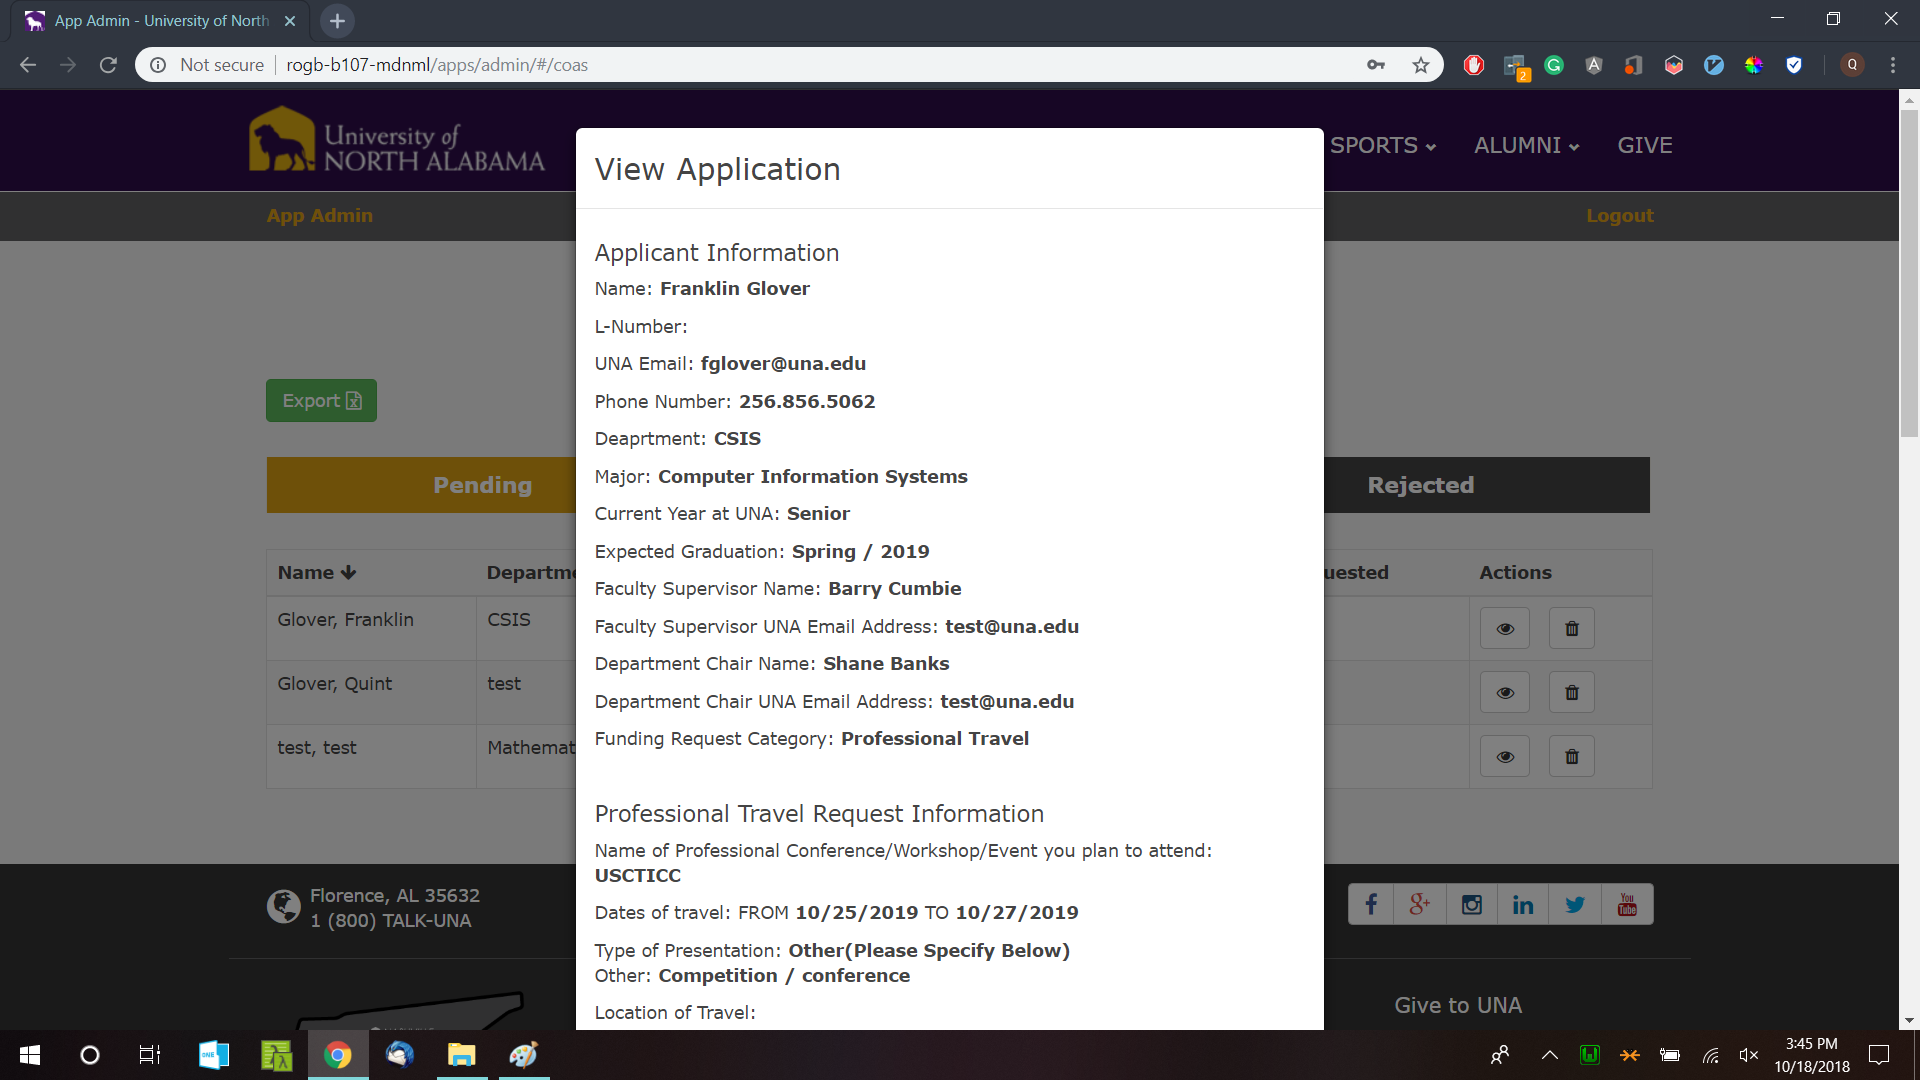 App Admin - University of North
Not secure
rogb-b107-mdnml/apps/admin/#/coas
2
Q
University of
NORTH ALABAMA
SPORTS
ALUMNI
GIVE
App Admin
Logout
View Application
Applicant Information
Name: Franklin Glover
L-Number:
UNA Email: fglover@una.edu
Phone Number: 256.856.5062
Deaprtment: CSIS
Major: Computer Information Systems
Current Year at UNA: Senior
Expected Graduation: Spring / 2019
Faculty Supervisor Name: Barry Cumbie
Faculty Supervisor UNA Email Address: test@una.edu
Department Chair Name: Shane Banks
Department Chair UNA Email Address: test@una.edu
Funding Request Category: Professional Travel
Professional Travel Request Information
Name of Professional Conference/Workshop/Event you plan to attend:
USCTICC
Dates of travel: FROM 10/25/2019 TO 10/27/2019
Type of Presentation: Other(Please Specify Below)
Other: Competition / conference
Location of Travel:
Export
Pending
Rejected
Name
Departme
uested
Actions
Glover, Franklin
CSIS
Glover, Quint
test
test, test
Mathemat
Florence, AL 35632
1 (800) TALK-UNA
You
Tube
Give to UNA
3:45 PM
10/18/2018